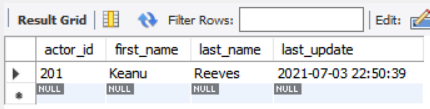 Result Grid Filter Rows: Edit:
actor_id first_name last_name last_update
201 Keanu Reeves 2021-07-03 22:50:39
NULL NULL NULL NULL